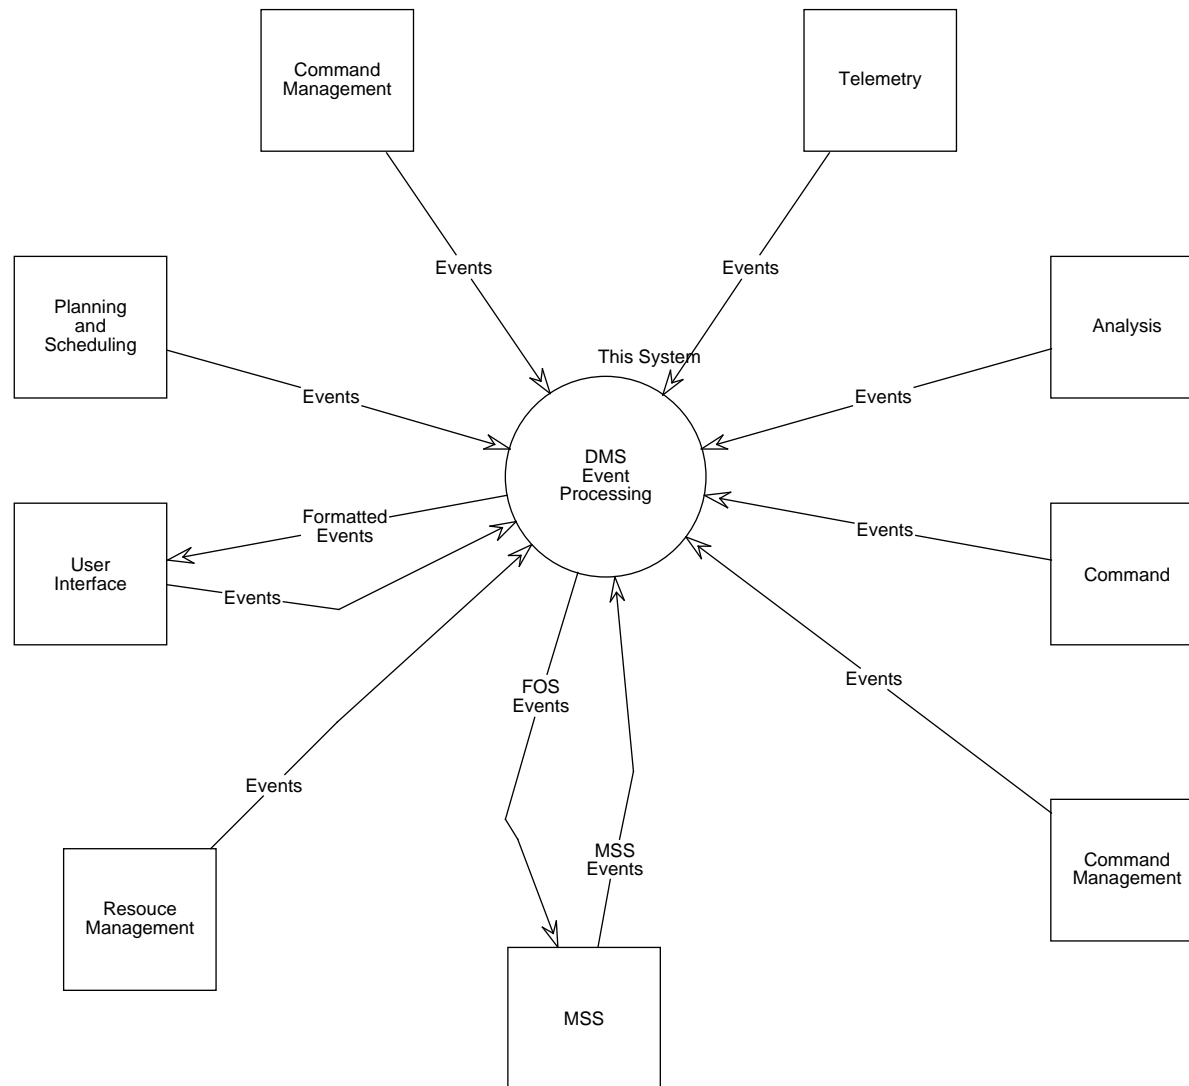 Command
Management
Telemetry
Events
Events
Planning
and
Scheduling
Analysis
This System
Events
Events
DMS
Event
Processing
Formatted
Events
Events
User
Interface
Events
Command
FOS
Events
Events
Events
MSS
Events
Command
Management
Resouce
Management
MSS